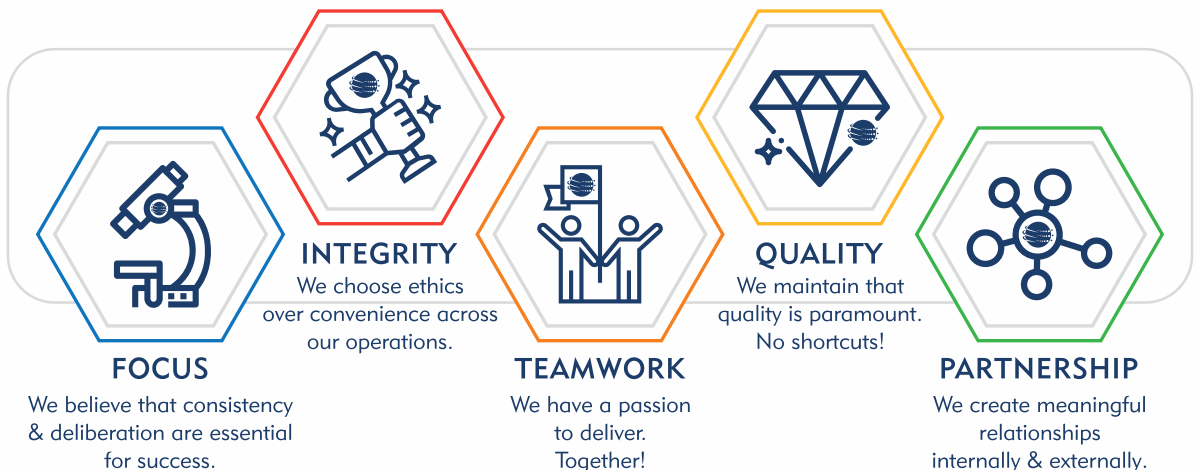 FOCUS
We believe that consistency
& deliberation are essential
for success.
INTEGRITY
We choose ethics
over convenience across
our operations.
TEAMWORK
We have a passion
to deliver.
Together!
QUALITY
We maintain that
quality is paramount.
No shortcuts!
PARTNERSHIP
We create meaningful
relationships
internally & externally.